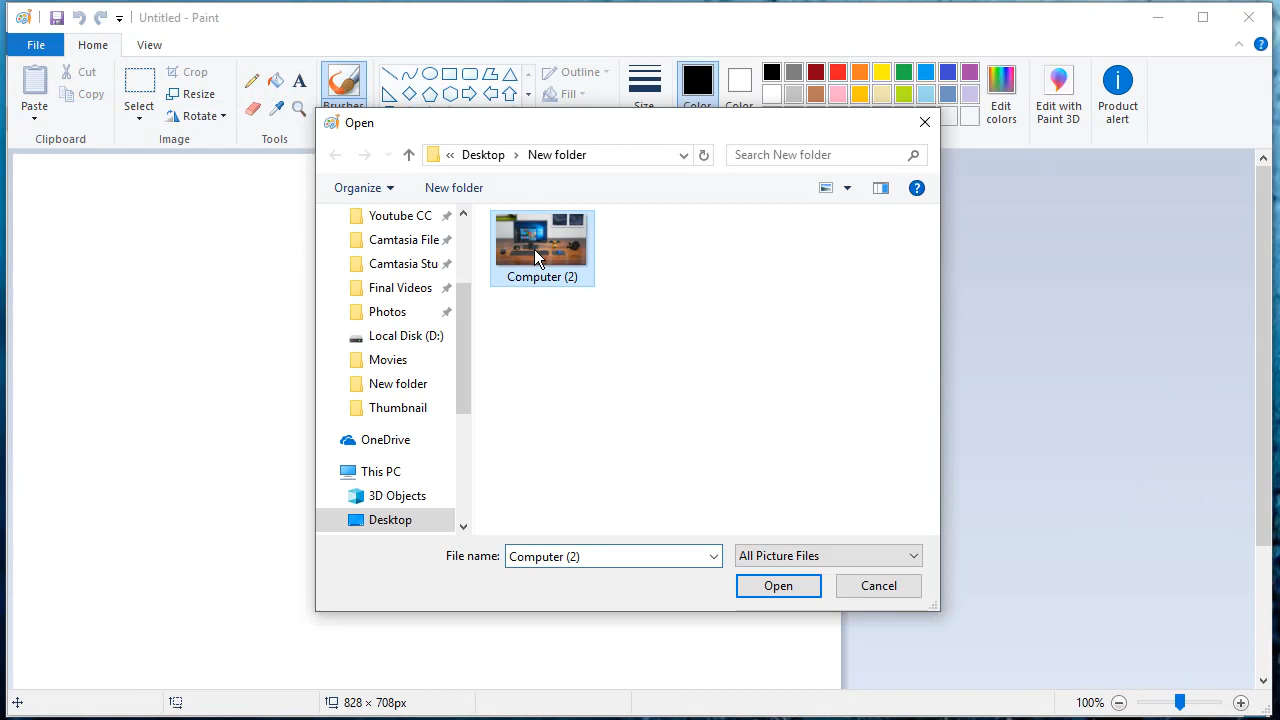 Untitled - Paint
File
Home
View
Cut
Copy
Paste
Clipboard
Select
Crop
Resize
Rotate
Image
A
Tools
Brushes
Outline
Fill
Size
Color
Color
Edit colors
Edit with Paint 3D
Product alert
Open
« Desktop › New folder
Search New folder
Organize
New folder
Youtube CC
Camtasia File
Camtasia Stu
Final Videos
Photos
Local Disk (D:)
Movies
New folder
Thumbnail
OneDrive
This PC
3D Objects
Desktop
Computer (2)
File name:
Computer (2)
All Picture Files
Open
Cancel
828 × 708px
100%